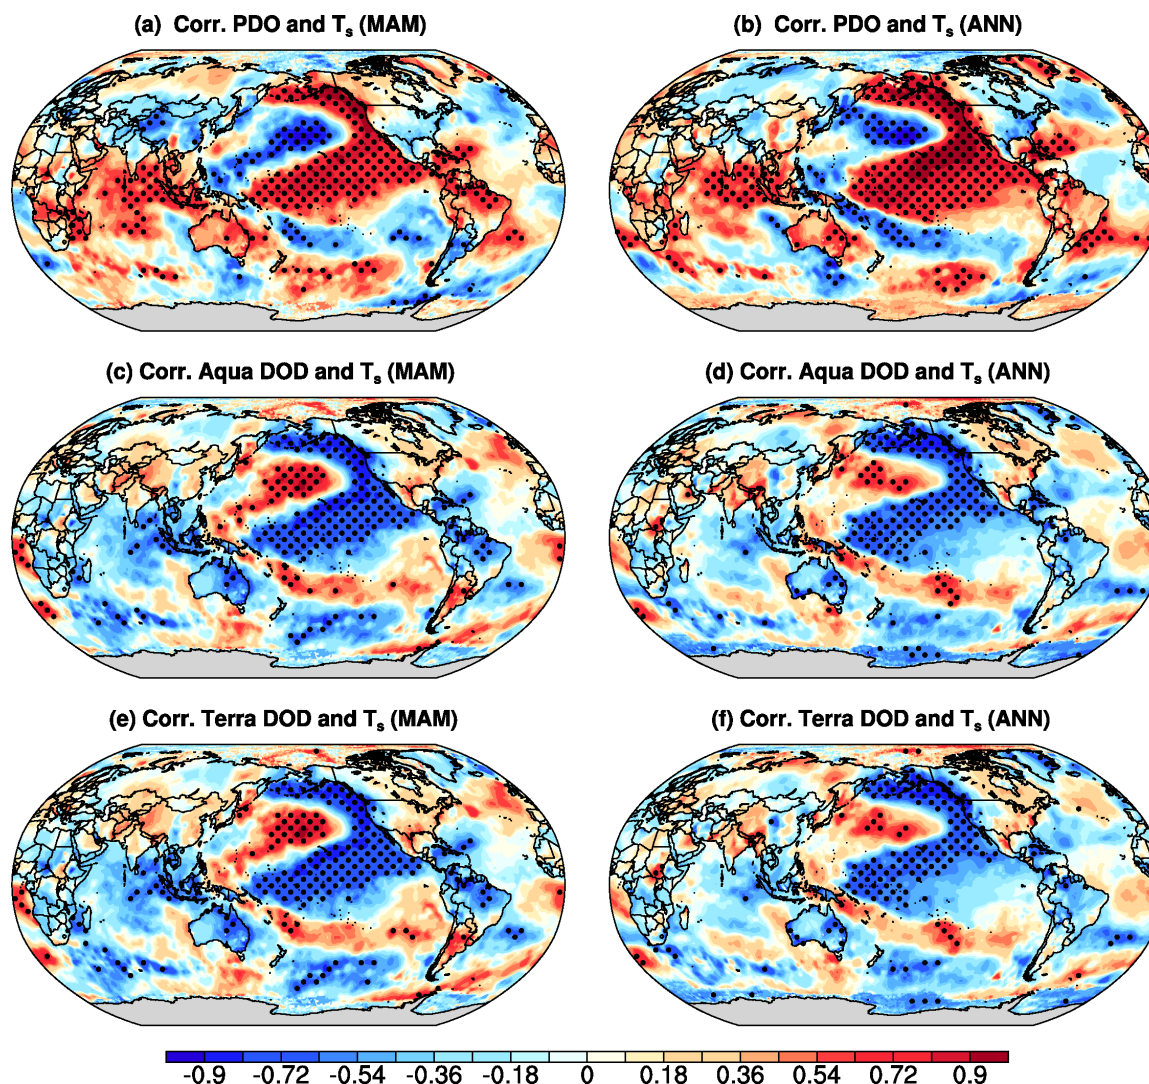 (a) Corr. PDO and Ts (MAM)
(b) Corr. PDO and Ts (ANN)
(c) Corr. Aqua DOD and Ts (MAM)
(d) Corr. Aqua DOD and Ts (ANN)
(e) Corr. Terra DOD and Ts (MAM)
(f) Corr. Terra DOD and Ts (ANN)
-0.9 -0.72 -0.54 -0.36 -0.18 0 0.18 0.36 0.54 0.72 0.9